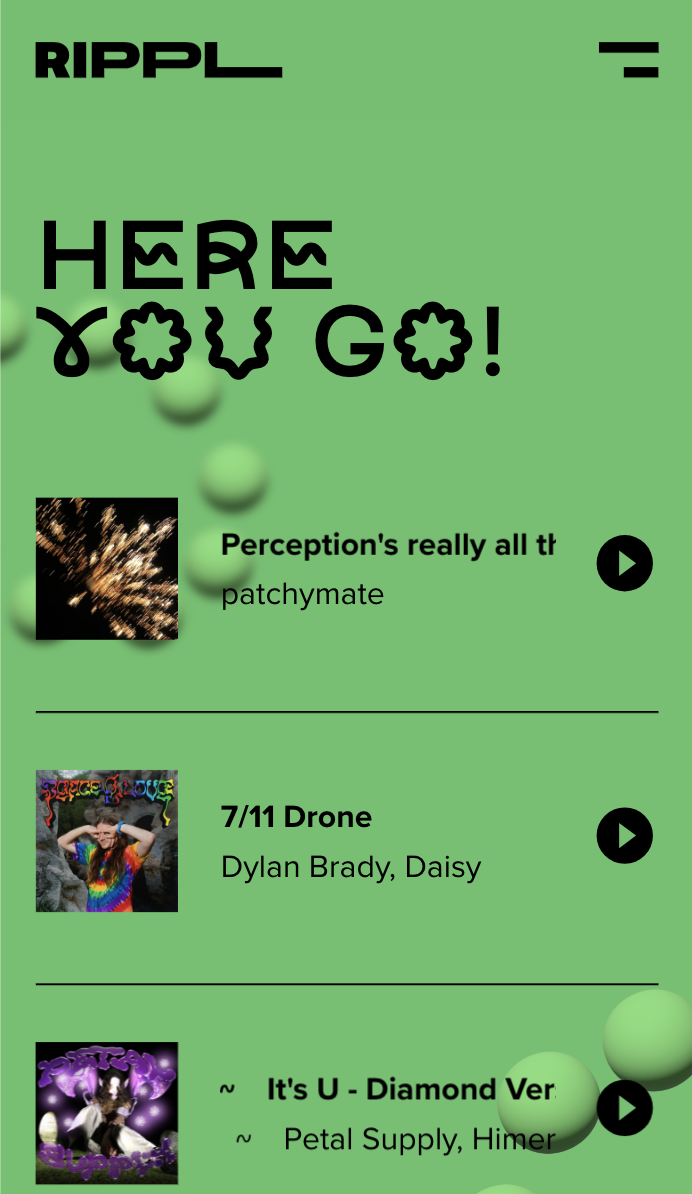 RIPPL
HERE
YOU GO!
Perception's really all th
patchymate
7/11 Drone
Dylan Brady, Daisy
~ It's U - Diamond Ver
~ Petal Supply, Himer